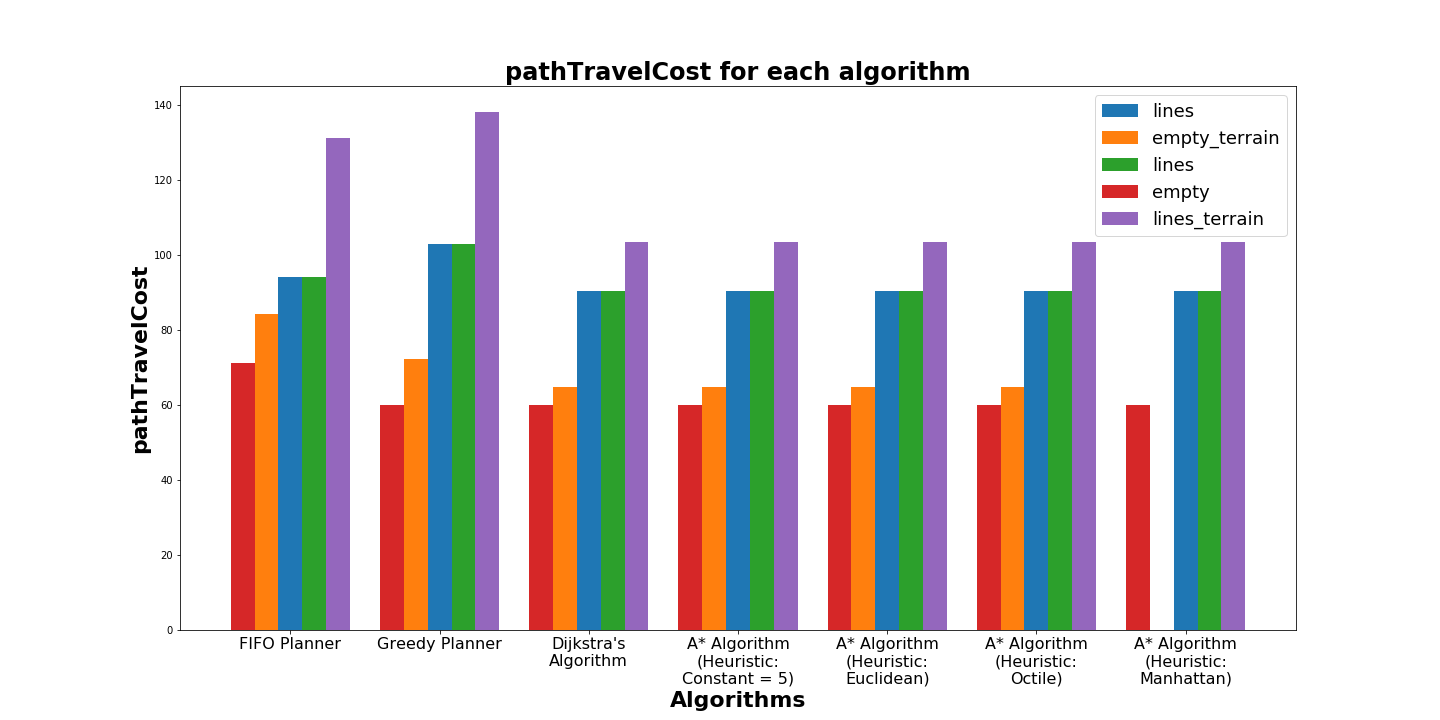 pathTravelCost for each algorithm
lines
empty_terrain
lines
empty
lines_terrain
pathTravelCost
140
120
100
80
60
40
20
0
FIFO Planner
Greedy Planner
Dijkstra's
Algorithm
A* Algorithm
(Heuristic:
Constant = 5)
A* Algorithm
(Heuristic:
Euclidean)
A* Algorithm
(Heuristic:
Octile)
A* Algorithm
(Heuristic:
Manhattan)
Algorithms